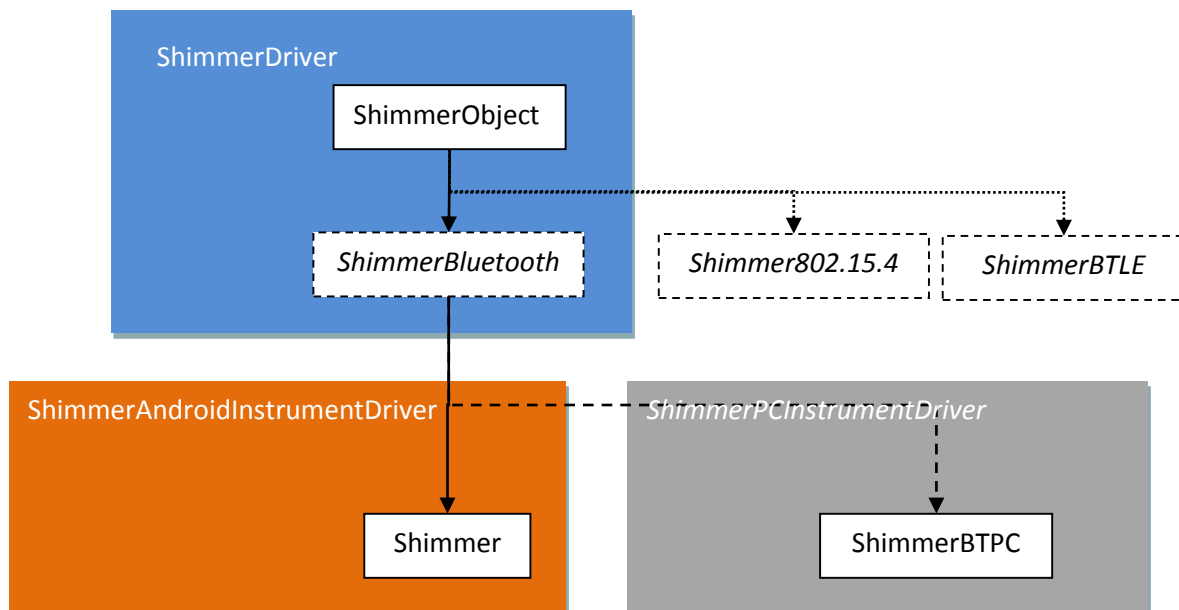 ShimmerDriver
ShimmerObject
ShimmerBluetooth
Shimmer802.15.4
ShimmerBTLE
ShimmerAndroidInstrumentDriver
ShimmerPCInstrumentDriver
Shimmer
ShimmerBTPC